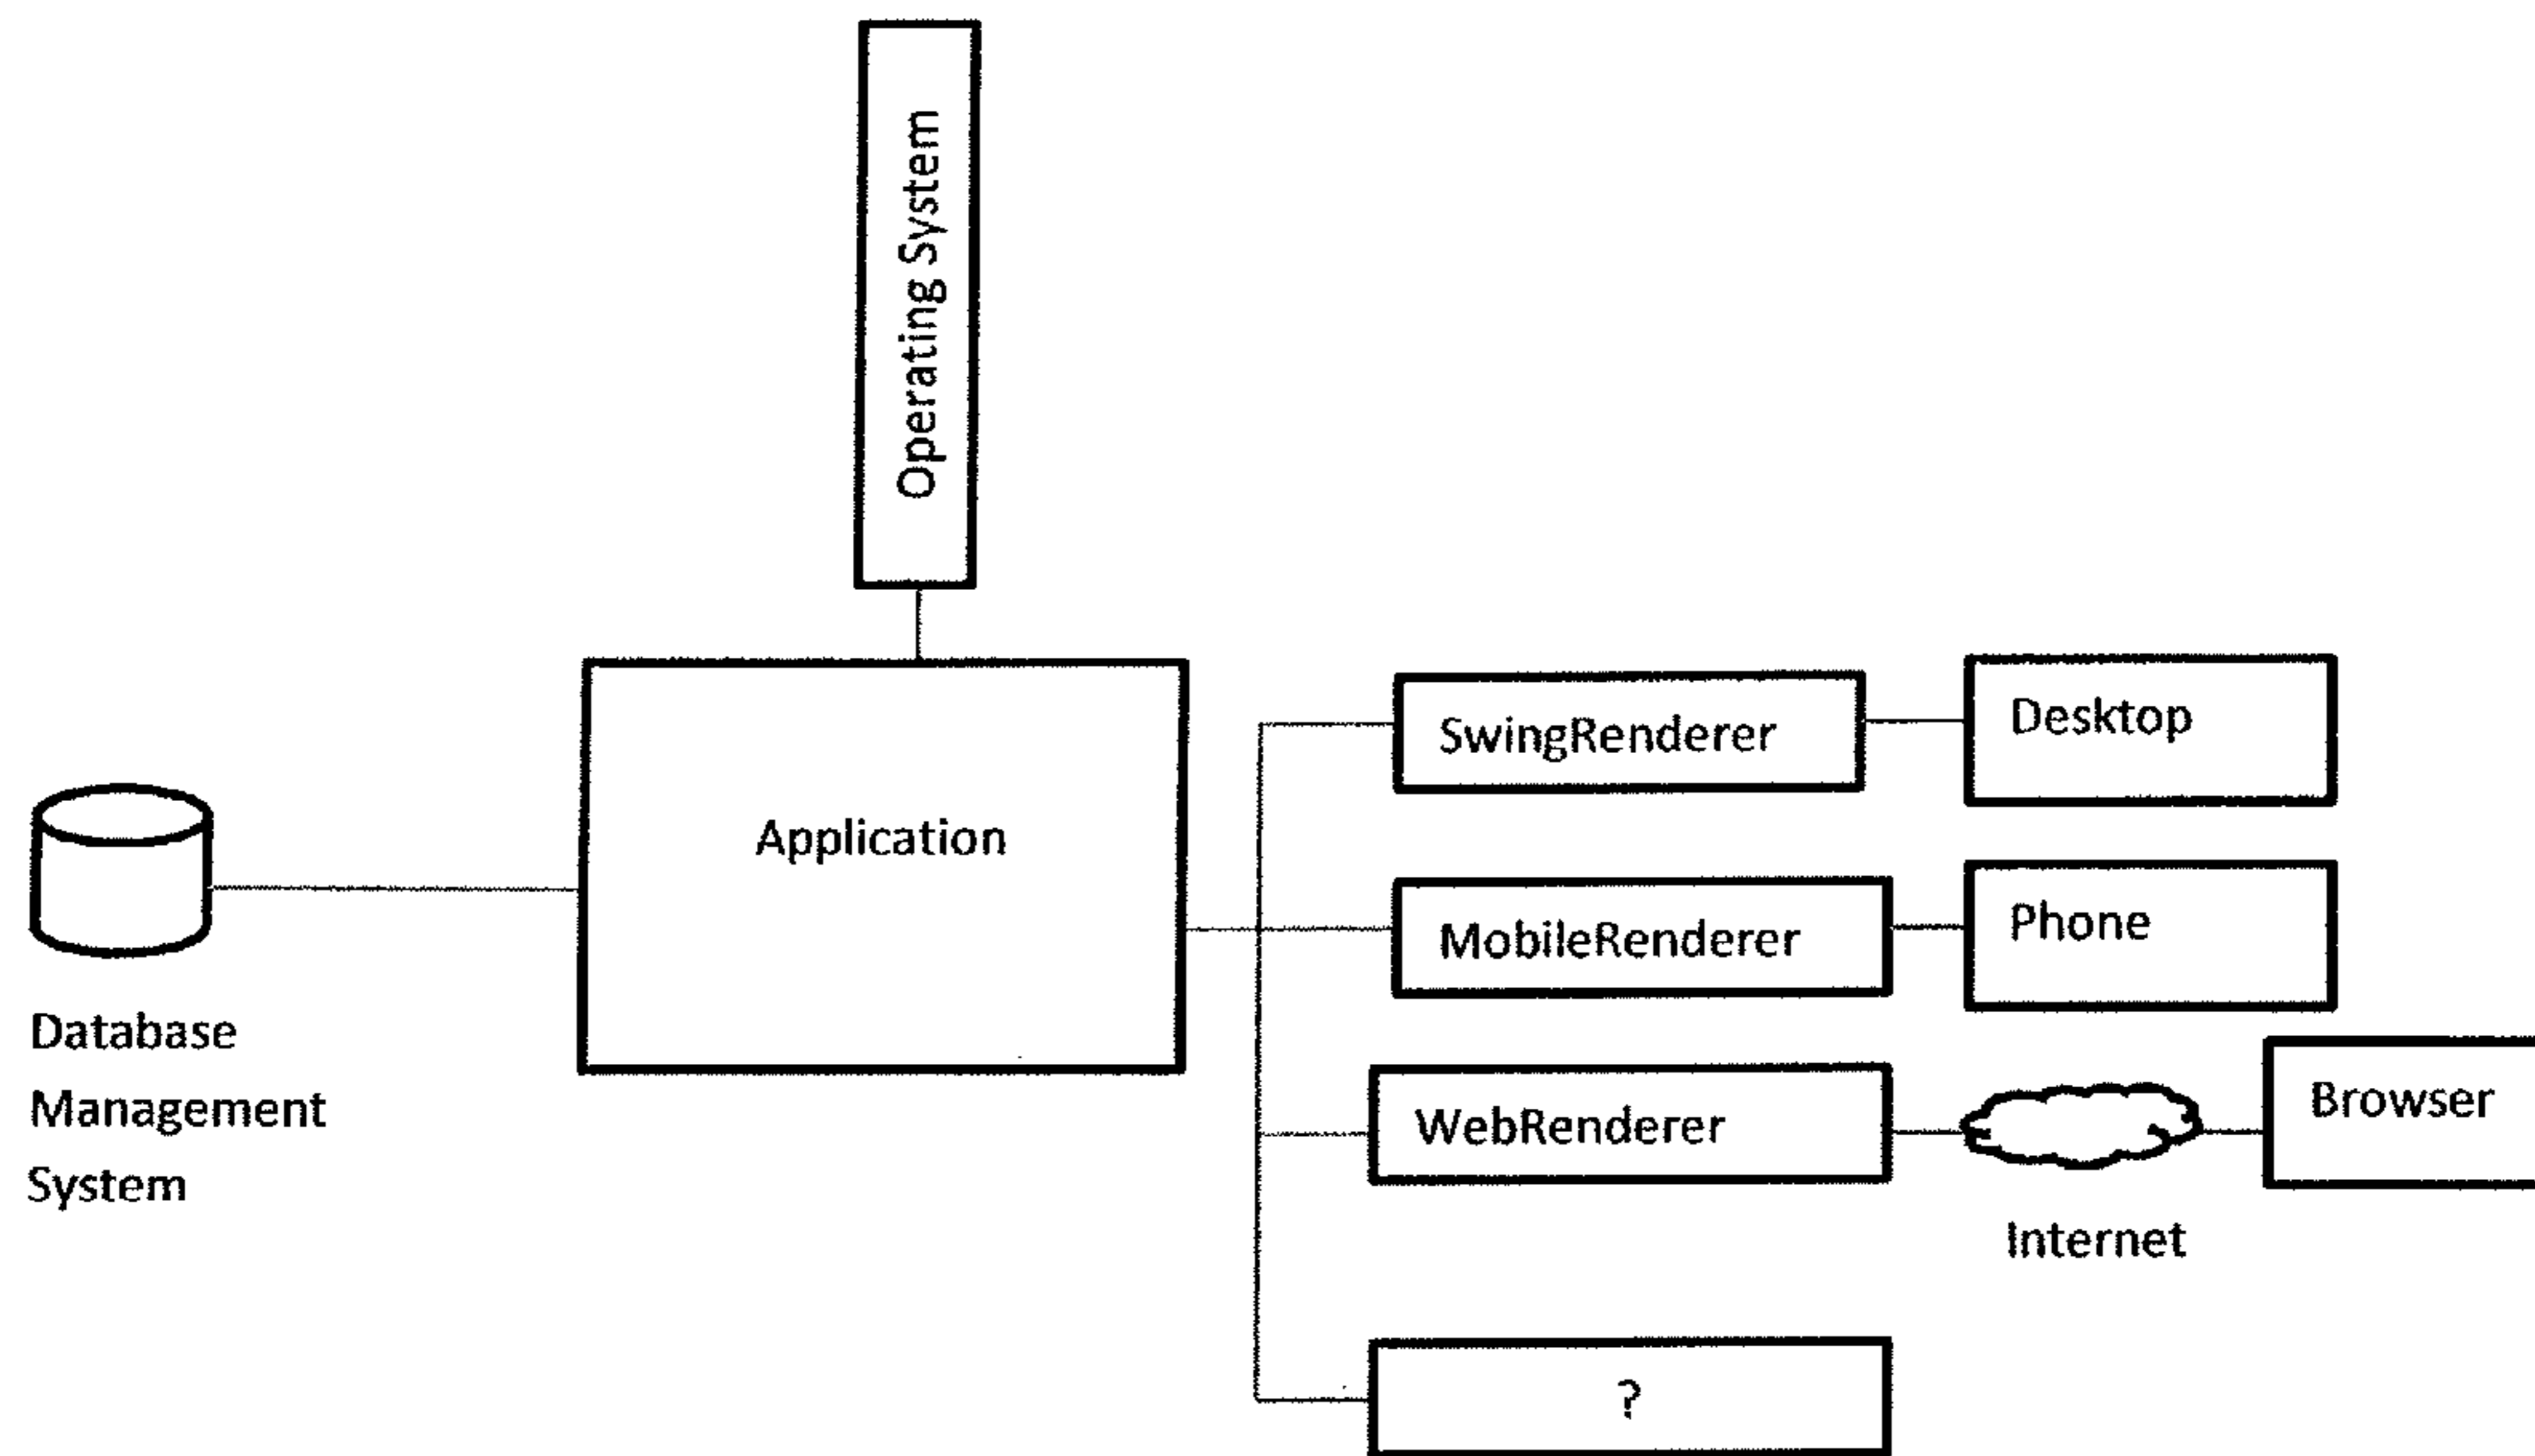 Operating System
Application
Database
Management
System
SwingRenderer
Desktop
MobileRenderer
Phone
WebRenderer
Internet
Browser
?